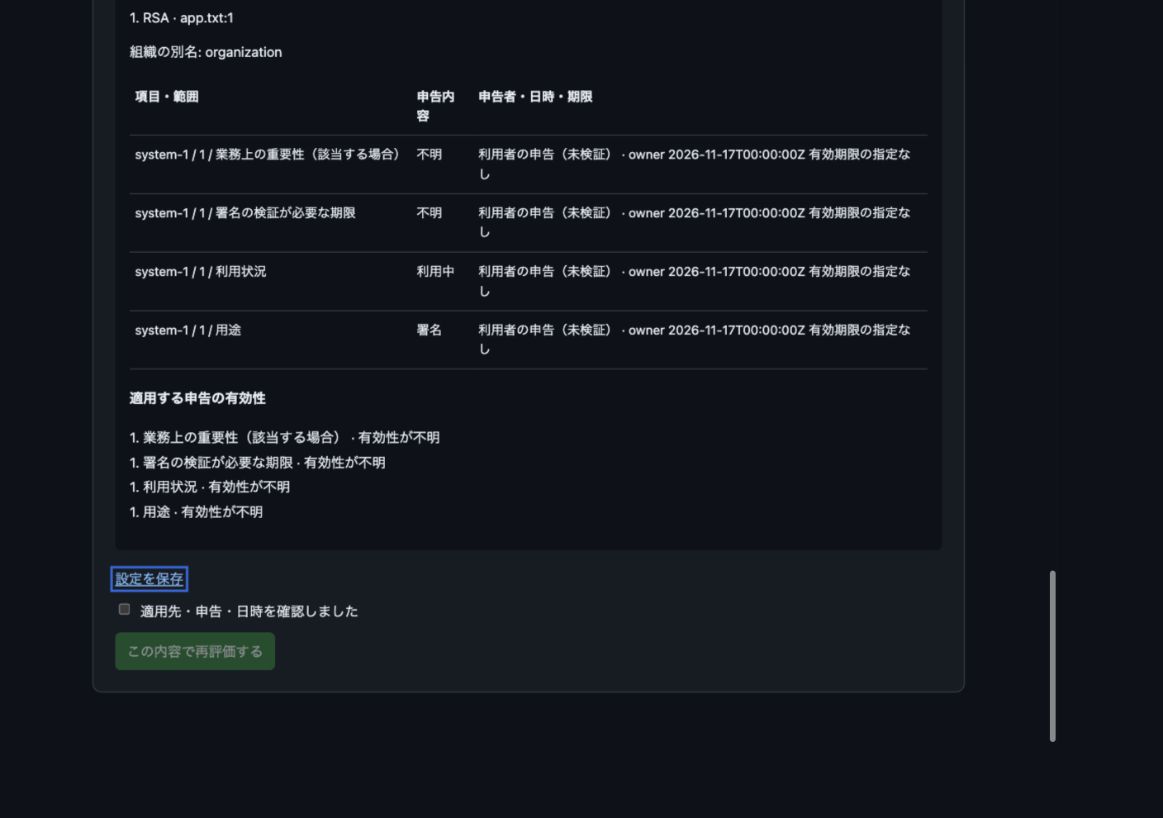 1. RSA · app.txt:1
組織の別名: organization
項目・範囲
申告内
容
申告者・日時・期限
system-1 / 1 / 業務上の重要性（該当する場合）
不明
利用者の申告（未検証） · owner 2026-11-17T00:00:00Z 有効期限の指定な
し
system-1 / 1 / 署名の検証が必要な期限
不明
利用者の申告（未検証） · owner 2026-11-17T00:00:00Z 有効期限の指定な
し
system-1 / 1 / 利用状況
利用中
利用者の申告（未検証） · owner 2026-11-17T00:00:00Z 有効期限の指定な
し
system-1 / 1 / 用途
署名
利用者の申告（未検証） · owner 2026-11-17T00:00:00Z 有効期限の指定な
し
適用する申告の有効性
1. 業務上の重要性（該当する場合） · 有効性が不明
1. 署名の検証が必要な期限 · 有効性が不明
1. 利用状況 · 有効性が不明
1. 用途 · 有効性が不明
設定を保存
適用先・申告・日時を確認しました
この内容で再評価する